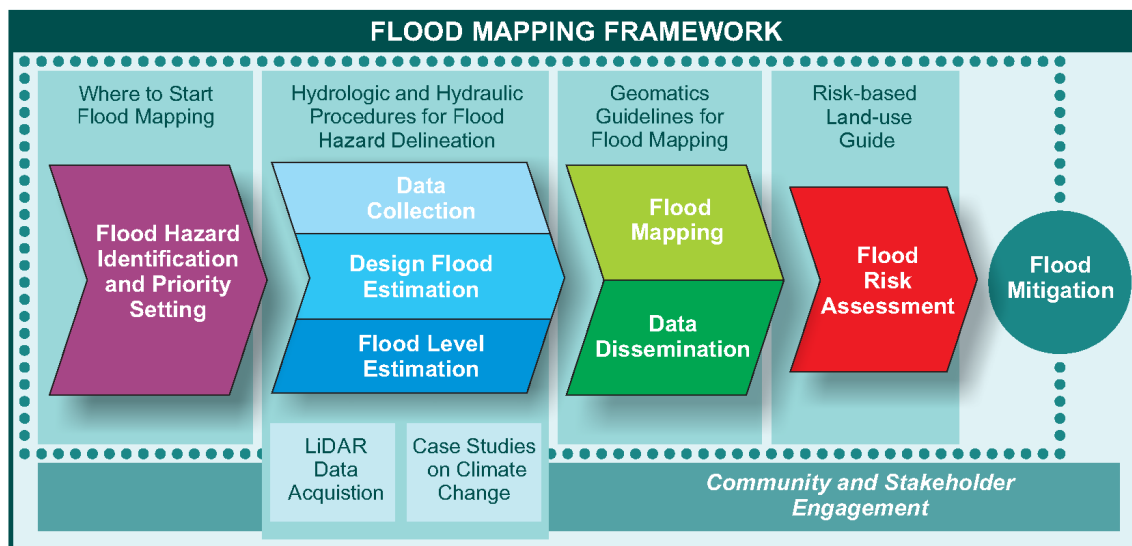 FLOOD MAPPING FRAMEWORK
Where to Start
Flood Mapping
Flood Hazard
Identification
and Priority
Setting
Hydrologic and Hydraulic
Procedures for Flood
Hazard Delineation
Data
Collection
Design Flood
Estimation
Flood Level
Estimation
LiDAR
Data
Acquistion
Case Studies
on Climate
Change
Geomatics
Guidelines for
Flood Mapping
Flood
Mapping
Data
Dissemination
Risk-based
Land-use
Guide
Flood
Risk
Assessment
Flood
Mitigation
Community and Stakeholder
Engagement